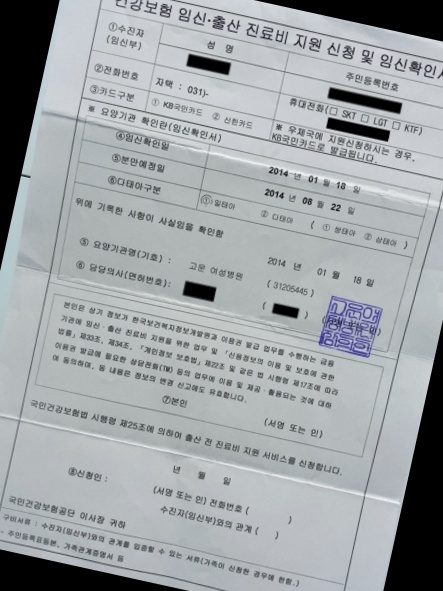 건강보험 임신·출산 진료비 지원 신청 및 임신확인서
①수진자
(임신부)
성 명
주민등록번호
②전화번호
자택 : 031)-
휴대전화(□ SKT □ LGT □ KTF)
③카드구분
① KB국민카드 ② 신한카드
※ 우체국에 지원신청하시는 경우,
KB국민카드로 발급됩니다.
※ 요양기관 확인란(임신확인서)
④임신확인일
2014 년 01 월 18 일
⑤분만예정일
2014 년 08 월 22 일
⑥다태아구분
① 일태아 ② 다태아 ( ① 쌍태아 ② 삼태아 )
위에 기록한 사항이 사실임을 확인함
2014 년 01 월 18 일
⑤ 요양기관명(기호) : 고운 여성병원 ( 31205445 )
⑥ 담당의사(면허번호): ( )
본인은 상기 정보가 한국보건복지정보개발원과 이용권 발급 업무를 수행하는 금융
기관에 임신·출산 진료비 지원을 위한 업무 및 「신용정보의 이용 및 보호에 관한
법률」제33조, 제34조, 「개인정보 보호법」제22조 및 같은 법 시행령 제17조에 따라
이용권 발급에 필요한 상담전화(TM) 등의 업무에 이용 및 제공·활용되는 것에 대하
여 동의하며, 동 내용은 정보의 변경 신고에도 유효합니다.
⑦본인 (서명 또는 인)
국민건강보험법 시행령 제25조에 의하여 출산 전 진료비 지원 서비스를 신청합니다.
년 월 일
⑧신청인 : (서명 또는 인) 전화번호 ( )
수진자(임신부)와의 관계 ( )
국민건강보험공단 이사장 귀하
구비서류 : 수진자(임신부)와의 관계를 입증할 수 있는 서류(가족이 신청한 경우에 한함.)
- 주민등록표등본, 가족관계증명서 등